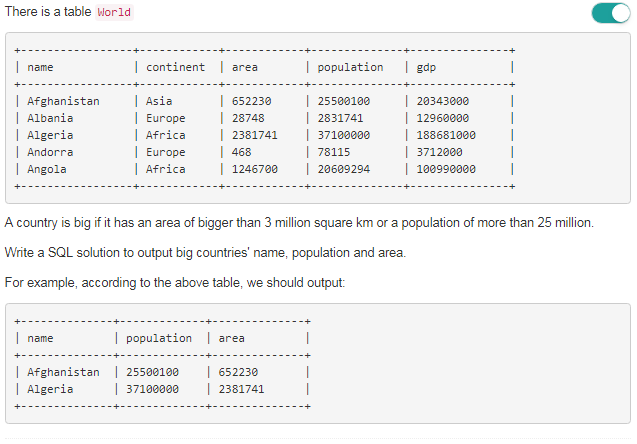 There is a table World
+-----------------+------------+------------+--------------+---------------+
| name | continent | area | population | gdp |
+-----------------+------------+------------+--------------+---------------+
| Afghanistan | Asia | 652230 | 25500100 | 20343000 |
| Albania | Europe | 28748 | 2831741 | 12960000 |
| Algeria | Africa | 2381741 | 37100000 | 188681000 |
| Andorra | Europe | 468 | 78115 | 3712000 |
| Angola | Africa | 1246700 | 20609294 | 100990000 |
+-----------------+------------+------------+--------------+---------------+
A country is big if it has an area of bigger than 3 million square km or a population of more than 25 million.
Write a SQL solution to output big countries' name, population and area.
For example, according to the above table, we should output:
+--------------+-------------+--------------+
| name | population | area |
+--------------+-------------+--------------+
| Afghanistan | 25500100 | 652230 |
| Algeria | 37100000 | 2381741 |
+--------------+-------------+--------------+